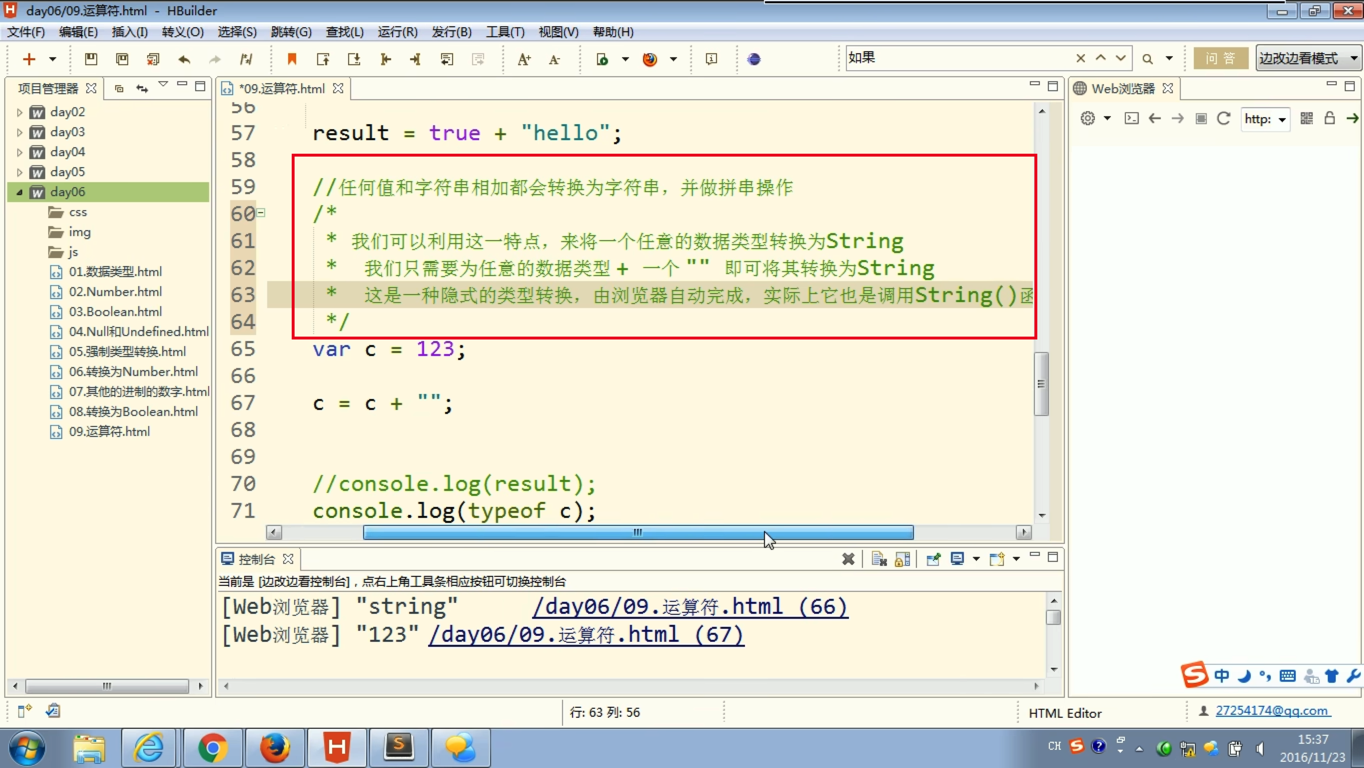 day06/09.运算符.html - HBuilder
文件(F) 编辑(E) 插入(I) 转义(O) 选择(S) 跳转(G) 查找(L) 运行(R) 发行(B) 工具(T) 视图(V) 帮助(H)
如果
问 答
边改边看模式
项目管理器
day02
day03
day04
day05
day06
css
img
js
01.数据类型.html
02.Number.html
03.Boolean.html
04.Null和Undefined.html
05.强制类型转换.html
06.转换为Number.html
07.其他的进制的数字.html
08.转换为Boolean.html
09.运算符.html
*09.运算符.html
56
57 result = true + "hello";
58
59 //任何值和字符串相加都会转换为字符串，并做拼串操作
60 /*
61 * 我们可以利用这一特点，来将一个任意的数据类型转换为String
62 * 我们只需要为任意的数据类型 + 一个 "" 即可将其转换为String
63 * 这是一种隐式的类型转换，由浏览器自动完成，实际上它也是调用String()函
64 */
65 var c = 123;
66
67 c = c + "";
68
69
70 //console.log(result);
71 console.log(typeof c);
Web浏览器
http:
控制台
当前是 [边改边看控制台]，点右上角工具条相应按钮可切换控制台
[Web浏览器] "string" /day06/09.运算符.html (66)
[Web浏览器] "123" /day06/09.运算符.html (67)
中
行: 63 列: 56
HTML Editor
27254174@qq.com
CH
15:37
2016/11/23